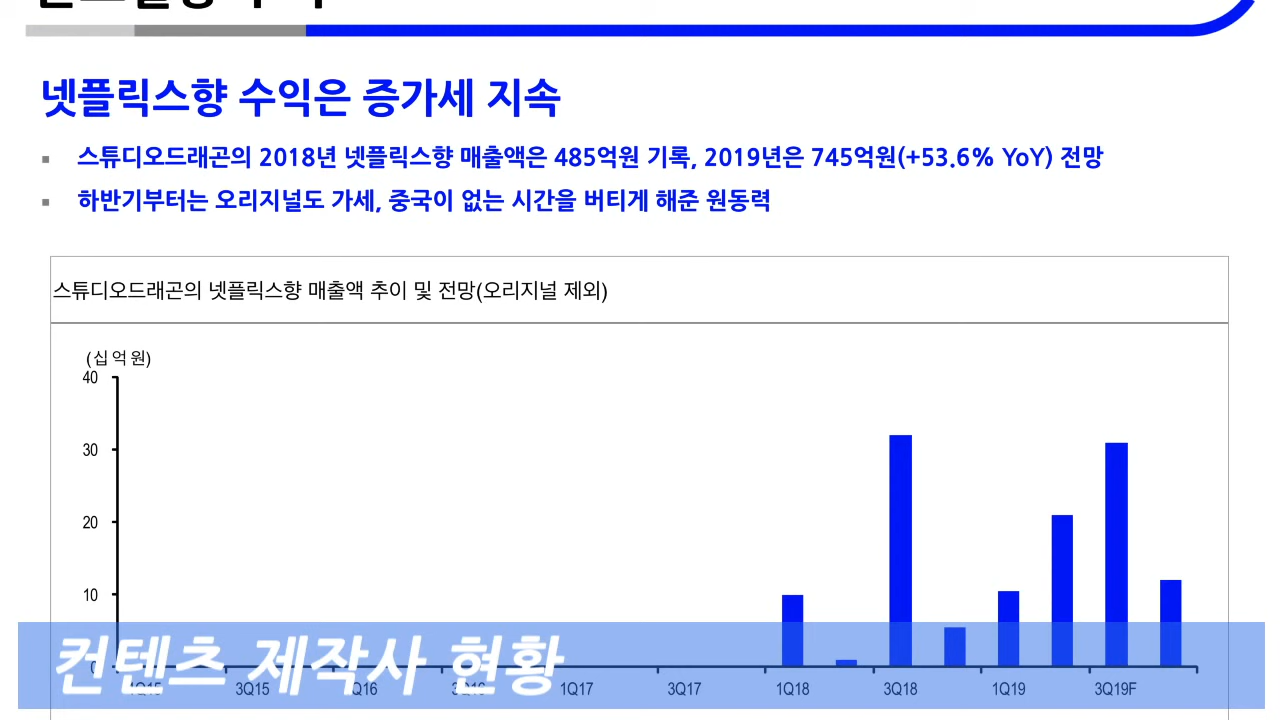 넷플릭스향 수익은 증가세 지속
▪ 스튜디오드래곤의 2018년 넷플릭스향 매출액은 485억원 기록, 2019년은 745억원(+53.6% YoY) 전망
▪ 하반기부터는 오리지널도 가세, 중국이 없는 시간을 버티게 해준 원동력
스튜디오드래곤의 넷플릭스향 매출액 추이 및 전망(오리지널 제외)
(십억원)
40
30
20
10
0
컨텐츠 제작사 현황
1Q15 3Q15 1Q16 3Q16 1Q17 3Q17 1Q18 3Q18 1Q19 3Q19F